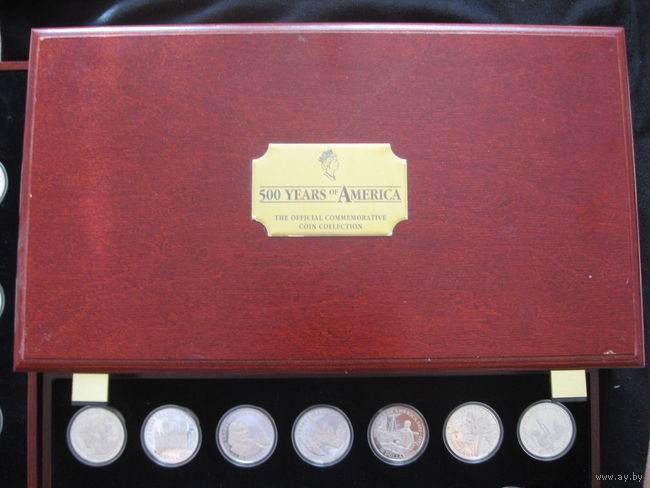 500 YEARS OF AMERICA
THE OFFICIAL COMMEMORATIVE
COIN COLLECTION
www.ay.by